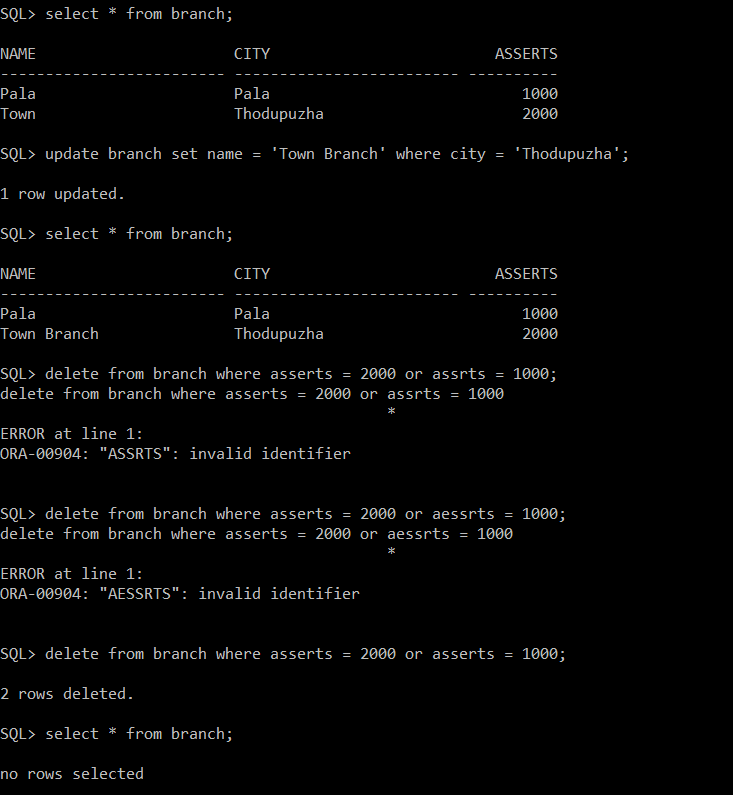 SQL> select * from branch;
NAME                      CITY                         ASSERTS
------------------------- ------------------------- ----------
Pala                      Pala                            1000
Town                      Thodupuzha                      2000
SQL> update branch set name = 'Town Branch' where city = 'Thodupuzha';
1 row updated.
SQL> select * from branch;
NAME                      CITY                         ASSERTS
------------------------- ------------------------- ----------
Pala                      Pala                            1000
Town Branch               Thodupuzha                      2000
SQL> delete from branch where asserts = 2000 or assrts = 1000;
delete from branch where asserts = 2000 or assrts = 1000
                                           *
ERROR at line 1:
ORA-00904: "ASSRTS": invalid identifier
SQL> delete from branch where asserts = 2000 or aessrts = 1000;
delete from branch where asserts = 2000 or aessrts = 1000
                                           *
ERROR at line 1:
ORA-00904: "AESSRTS": invalid identifier
SQL> delete from branch where asserts = 2000 or asserts = 1000;
2 rows deleted.
SQL> select * from branch;
no rows selected